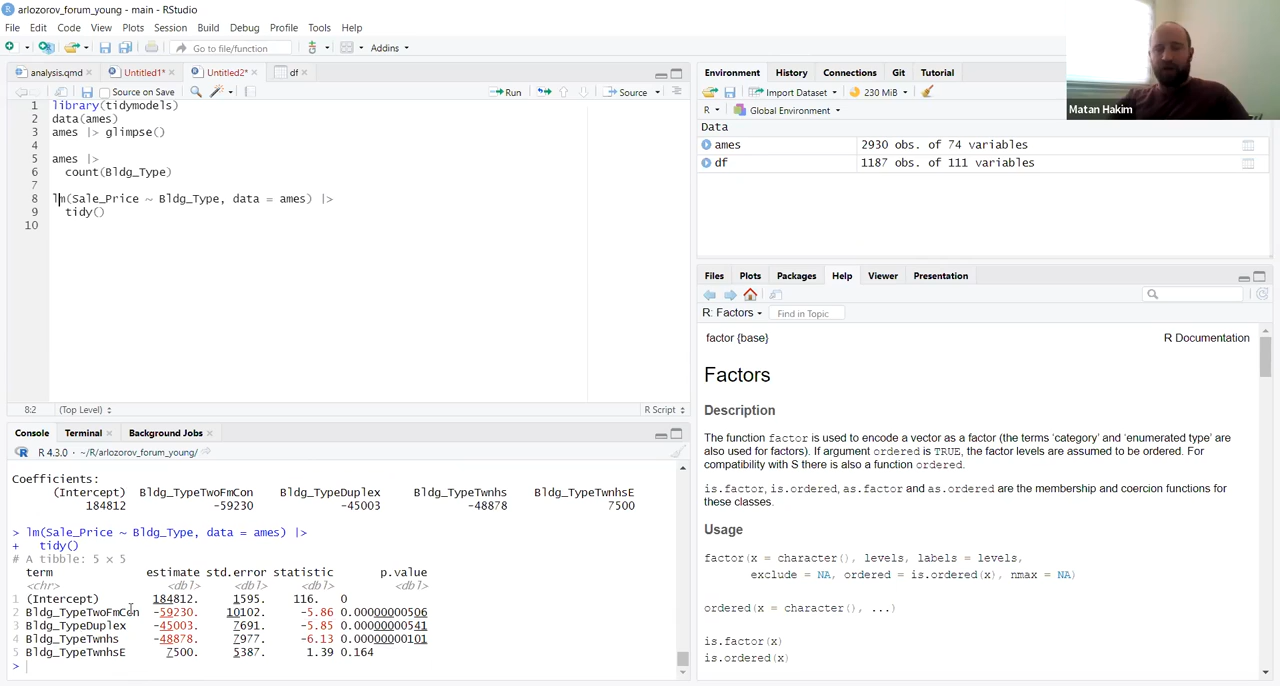 arlozorov_forum_young - main - RStudio
File Edit Code View Plots Session Build Debug Profile Tools Help
Go to file/function Addins
analysis.qmd Untitled1* Untitled2* df
Source on Save Run Source
1 library(tidymodels)
2 data(ames)
3 ames |> glimpse()
4
5 ames |>
6 count(Bldg_Type)
7
8 lm(Sale_Price ~ Bldg_Type, data = ames) |>
9 tidy()
10
8:2 (Top Level) R Script
Console Terminal Background Jobs
R 4.3.0 · ~/R/arlozorov_forum_young/
Coefficients:
(Intercept) Bldg_TypeTwoFmCon Bldg_TypeDuplex Bldg_TypeTwnhs Bldg_TypeTwnhsE
184812 -59230 -45003 -48878 7500
> lm(Sale_Price ~ Bldg_Type, data = ames) |>
+ tidy()
# A tibble: 5 × 5
term estimate std.error statistic p.value
<chr> <dbl> <dbl> <dbl> <dbl>
1 (Intercept) 184812. 1595. 116. 0
2 Bldg_TypeTwoFmCon -59230. 10102. -5.86 0.00000000506
3 Bldg_TypeDuplex -45003. 7691. -5.85 0.00000000541
4 Bldg_TypeTwnhs -48878. 7977. -6.13 0.00000000101
5 Bldg_TypeTwnhsE 7500. 5387. 1.39 0.164
>
Environment History Connections Git Tutorial
Import Dataset 230 MiB
R Global Environment
Data
ames 2930 obs. of 74 variables
df 1187 obs. of 111 variables
Matan Hakim
Files Plots Packages Help Viewer Presentation
R: Factors Find in Topic
factor {base} R Documentation
Factors
Description
The function factor is used to encode a vector as a factor (the terms ‘category’ and ‘enumerated type’ are
also used for factors). If argument ordered is TRUE, the factor levels are assumed to be ordered. For
compatibility with S there is also a function ordered.
is.factor, is.ordered, as.factor and as.ordered are the membership and coercion functions for
these classes.
Usage
factor(x = character(), levels, labels = levels,
exclude = NA, ordered = is.ordered(x), nmax = NA)
ordered(x = character(), ...)
is.factor(x)
is.ordered(x)